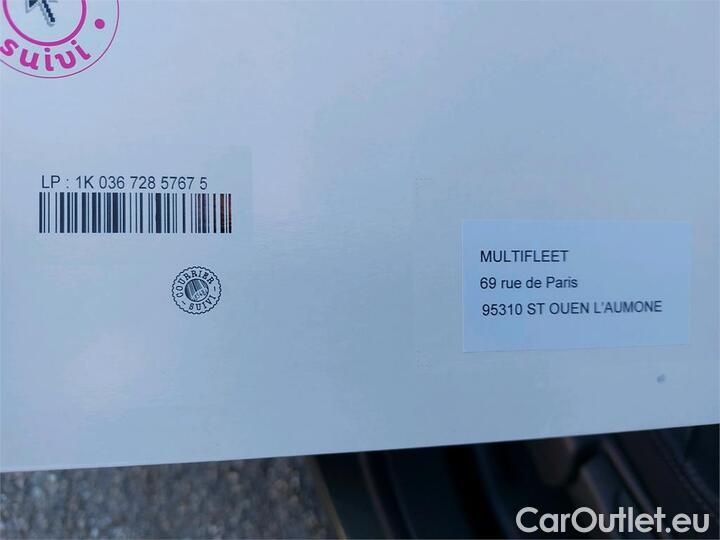 suivi
LP : 1K 036 728 5767 5
COURRIER
SUIVI
MULTIFLEET
69 rue de Paris
95310 ST OUEN L'AUMONE
CarOutlet.eu